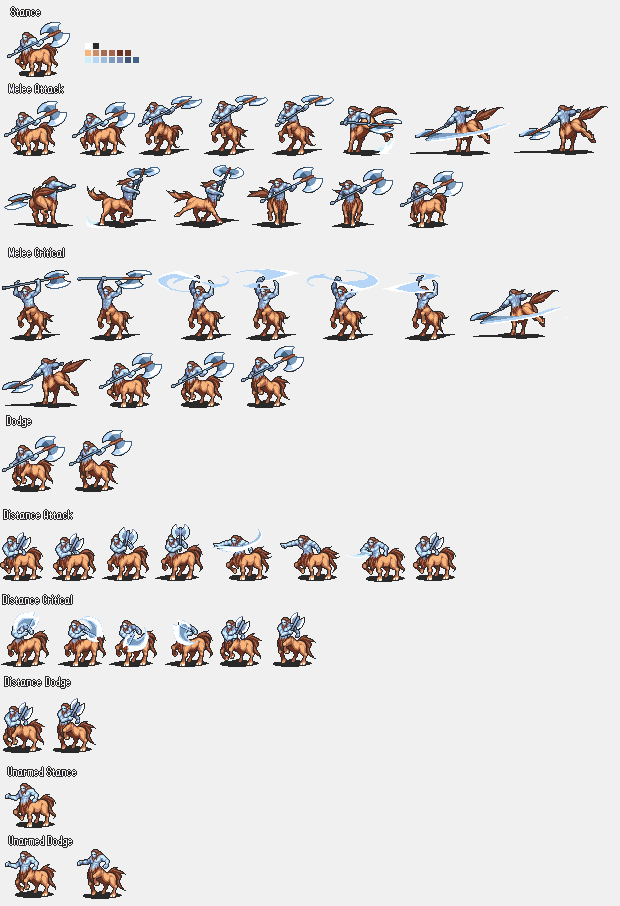 Stance
Melee Attack
Melee Critical
Dodge
Distance Attack
Distance Critical
Distance Dodge
Unarmed Stance
Unarmed Dodge